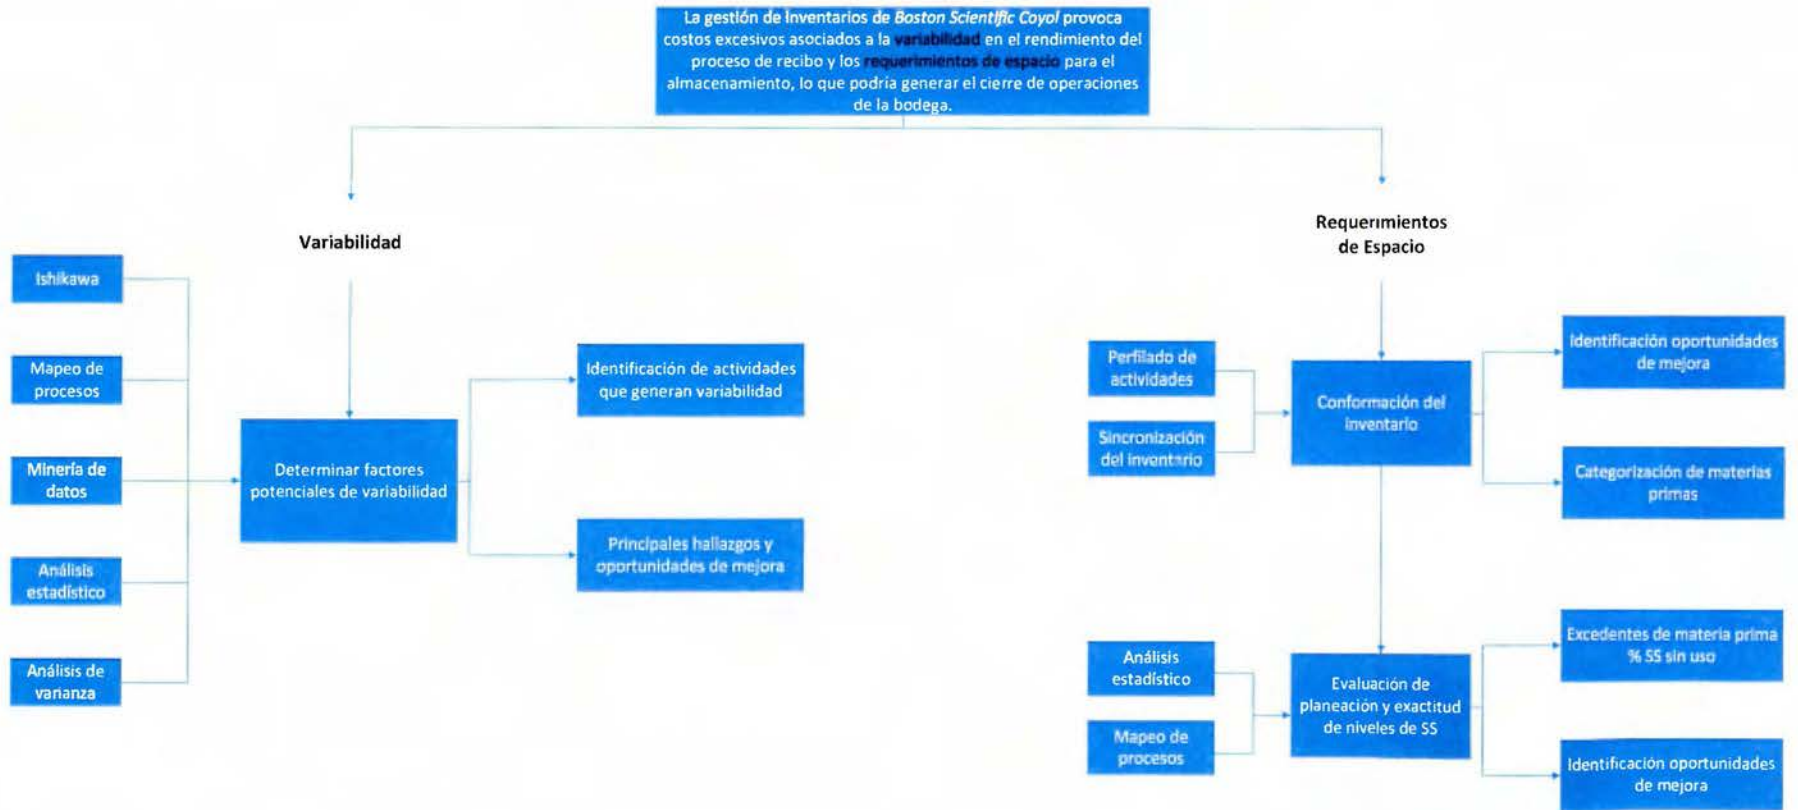 La gestión de inventarios de Boston Scientific Coyol provoca
costos excesivos asociados a la variabilidad en el rendimiento del
proceso de recibo y los requerimientos de espacio para el
almacenamiento, lo que podría generar el cierre de operaciones
de la bodega.
Variabilidad
Ishikawa
Mapeo de
procesos
Minería de
datos
Análisis
estadístico
Análisis de
varianza
Determinar factores
potenciales de variabilidad
Identificación de actividades
que generan variabilidad
Principales hallazgos y
oportunidades de mejora
Requerimientos
de Espacio
Perfilado de
actividades
Sincronización
del inventario
Conformación del
inventario
Identificación oportunidades
de mejora
Categorización de materias
primas
Análisis
estadístico
Mapeo de
procesos
Evaluación de
planeación y exactitud
de niveles de SS
Excedentes de materia prima
% SS sin uso
Identificación oportunidades
de mejora